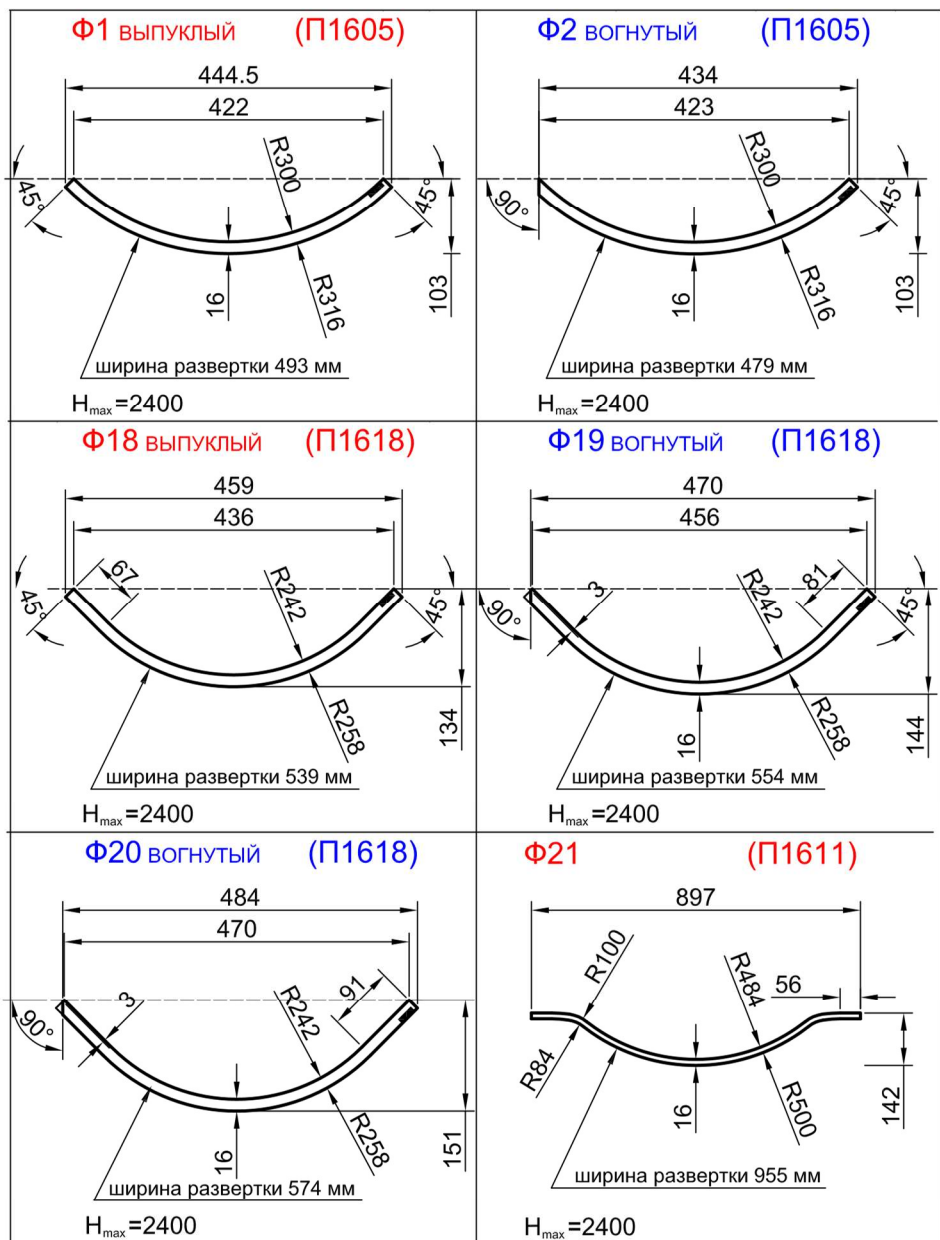 Ф1 ВЫПУКЛЫЙ (П1605)
444.5
422
R300
45°
45°
16
R316
103
ширина развертки 493 мм
Hmax=2400
Ф2 ВОГНУТЫЙ (П1605)
434
423
R300
90°
45°
16
R316
103
ширина развертки 479 мм
Hmax=2400
Ф18 ВЫПУКЛЫЙ (П1618)
459
436
67
R242
45°
45°
R258
134
ширина развертки 539 мм
Hmax=2400
Ф19 ВОГНУТЫЙ (П1618)
470
456
3
R242
81
90°
45°
16
R258
144
ширина развертки 554 мм
Hmax=2400
Ф20 ВОГНУТЫЙ (П1618)
484
470
3
R242
91
90°
16
R258
151
ширина развертки 574 мм
Hmax=2400
Ф21 (П1611)
897
R100
R484
56
R84
16
R500
142
ширина развертки 955 мм
Hmax=2400